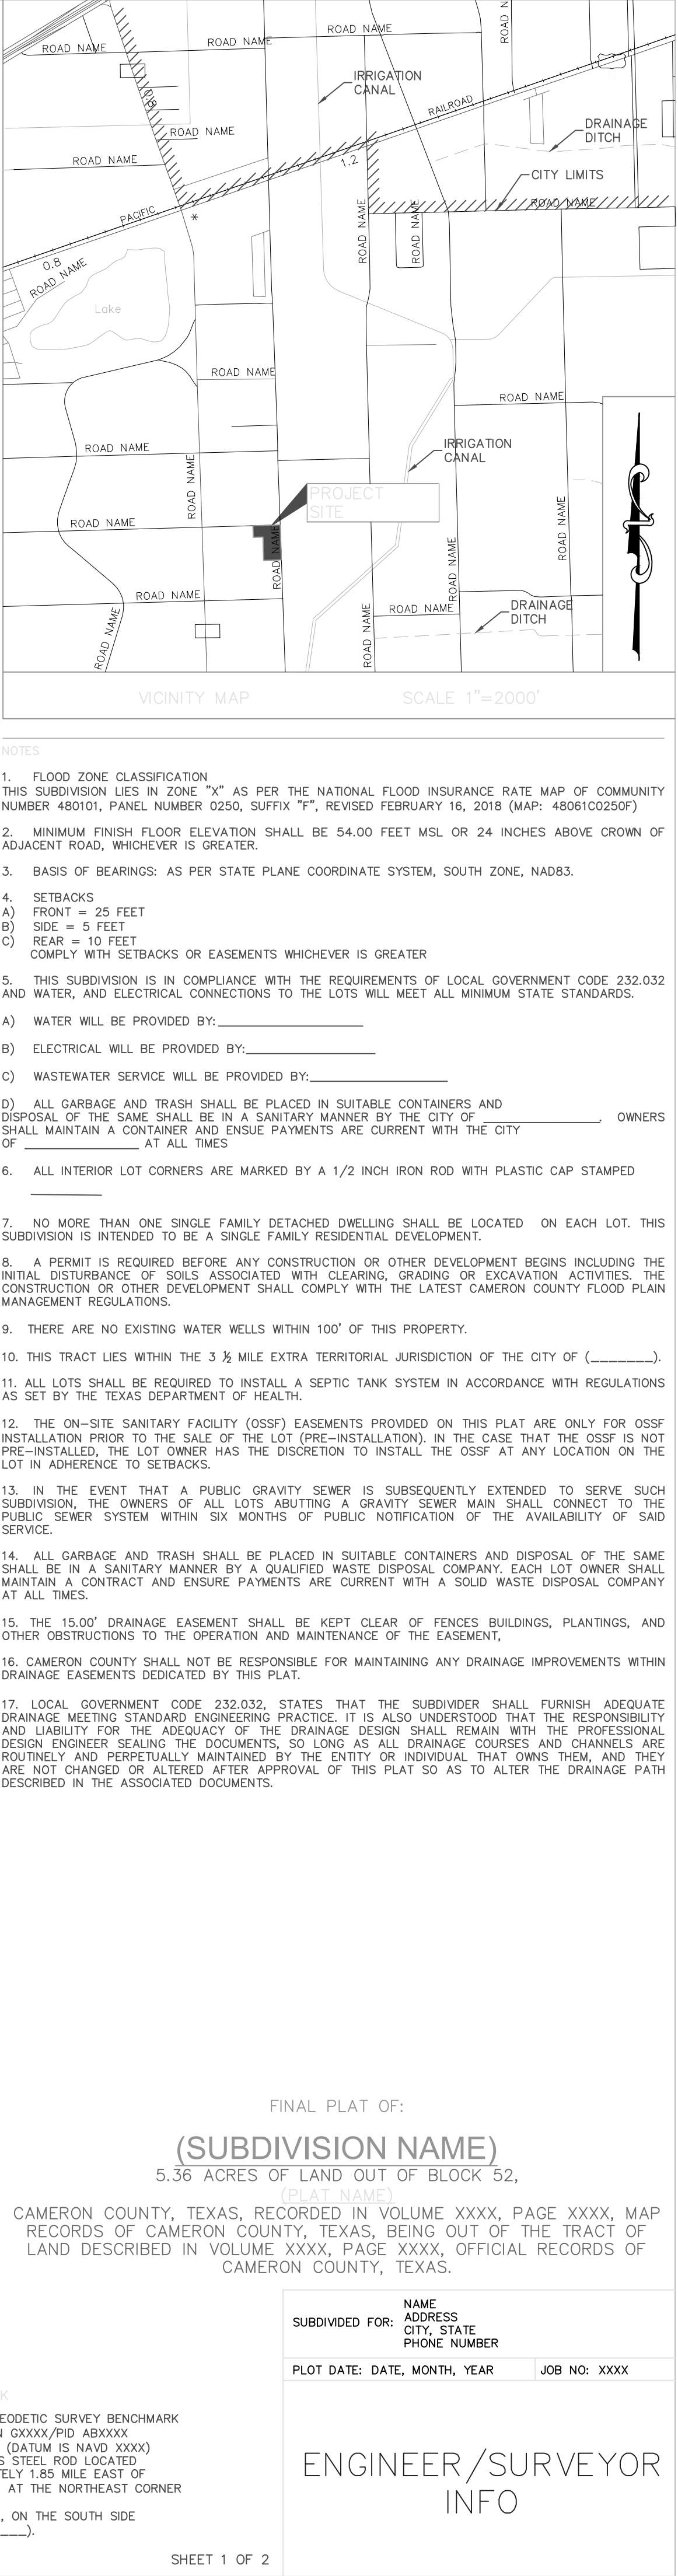 ROAD NAME
ROAD NAME
ROAD NAME
ROAD NAME
IRRIGATION
CANAL
RAILROAD
0.8
ROAD NAME
DRAINAGE
DITCH
ROAD NAME
1.2
CITY LIMITS
ROAD NAME
PACIFIC
*
ROAD NAME
ROAD NAME
0.8
ROAD NAME
Lake
ROAD NAME
ROAD NAME
ROAD NAME
IRRIGATION
CANAL
ROAD NAME
PROJECT
SITE
ROAD NAME
ROAD NAME
ROAD NAME
ROAD NAME
ROAD NAME
ROAD NAME
DRAINAGE
DITCH
ROAD NAME
ROAD NAME
ROAD NAME
VICINITY MAP SCALE 1"=2000'
NOTES
1. FLOOD ZONE CLASSIFICATION
THIS SUBDIVISION LIES IN ZONE "X" AS PER THE NATIONAL FLOOD INSURANCE RATE MAP OF COMMUNITY
NUMBER 480101, PANEL NUMBER 0250, SUFFIX "F", REVISED FEBRUARY 16, 2018 (MAP: 48061C0250F)
2. MINIMUM FINISH FLOOR ELEVATION SHALL BE 54.00 FEET MSL OR 24 INCHES ABOVE CROWN OF
ADJACENT ROAD, WHICHEVER IS GREATER.
3. BASIS OF BEARINGS: AS PER STATE PLANE COORDINATE SYSTEM, SOUTH ZONE, NAD83.
4. SETBACKS
A) FRONT = 25 FEET
B) SIDE = 5 FEET
C) REAR = 10 FEET
COMPLY WITH SETBACKS OR EASEMENTS WHICHEVER IS GREATER
5. THIS SUBDIVISION IS IN COMPLIANCE WITH THE REQUIREMENTS OF LOCAL GOVERNMENT CODE 232.032
AND WATER, AND ELECTRICAL CONNECTIONS TO THE LOTS WILL MEET ALL MINIMUM STATE STANDARDS.
A) WATER WILL BE PROVIDED BY:____________
B) ELECTRICAL WILL BE PROVIDED BY:____________
C) WASTEWATER SERVICE WILL BE PROVIDED BY:____________
D) ALL GARBAGE AND TRASH SHALL BE PLACED IN SUITABLE CONTAINERS AND
DISPOSAL OF THE SAME SHALL BE IN A SANITARY MANNER BY THE CITY OF ____________. OWNERS
SHALL MAINTAIN A CONTAINER AND ENSUE PAYMENTS ARE CURRENT WITH THE CITY
OF ____________ AT ALL TIMES
6. ALL INTERIOR LOT CORNERS ARE MARKED BY A 1/2 INCH IRON ROD WITH PLASTIC CAP STAMPED
________
7. NO MORE THAN ONE SINGLE FAMILY DETACHED DWELLING SHALL BE LOCATED ON EACH LOT. THIS
SUBDIVISION IS INTENDED TO BE A SINGLE FAMILY RESIDENTIAL DEVELOPMENT.
8. A PERMIT IS REQUIRED BEFORE ANY CONSTRUCTION OR OTHER DEVELOPMENT BEGINS INCLUDING THE
INITIAL DISTURBANCE OF SOILS ASSOCIATED WITH CLEARING, GRADING OR EXCAVATION ACTIVITIES. THE
CONSTRUCTION OR OTHER DEVELOPMENT SHALL COMPLY WITH THE LATEST CAMERON COUNTY FLOOD PLAIN
MANAGEMENT REGULATIONS.
9. THERE ARE NO EXISTING WATER WELLS WITHIN 100' OF THIS PROPERTY.
10. THIS TRACT LIES WITHIN THE 3 ½ MILE EXTRA TERRITORIAL JURISDICTION OF THE CITY OF (_______).
11. ALL LOTS SHALL BE REQUIRED TO INSTALL A SEPTIC TANK SYSTEM IN ACCORDANCE WITH REGULATIONS
AS SET BY THE TEXAS DEPARTMENT OF HEALTH.
12. THE ON-SITE SANITARY FACILITY (OSSF) EASEMENTS PROVIDED ON THIS PLAT ARE ONLY FOR OSSF
INSTALLATION PRIOR TO THE SALE OF THE LOT (PRE-INSTALLATION). IN THE CASE THAT THE OSSF IS NOT
PRE-INSTALLED, THE LOT OWNER HAS THE DISCRETION TO INSTALL THE OSSF AT ANY LOCATION ON THE
LOT IN ADHERENCE TO SETBACKS.
13. IN THE EVENT THAT A PUBLIC GRAVITY SEWER IS SUBSEQUENTLY EXTENDED TO SERVE SUCH
SUBDIVISION, THE OWNERS OF ALL LOTS ABUTTING A GRAVITY SEWER MAIN SHALL CONNECT TO THE
PUBLIC SEWER SYSTEM WITHIN SIX MONTHS OF PUBLIC NOTIFICATION OF THE AVAILABILITY OF SAID
SERVICE.
14. ALL GARBAGE AND TRASH SHALL BE PLACED IN SUITABLE CONTAINERS AND DISPOSAL OF THE SAME
SHALL BE IN A SANITARY MANNER BY A QUALIFIED WASTE DISPOSAL COMPANY. EACH LOT OWNER SHALL
MAINTAIN A CONTRACT AND ENSURE PAYMENTS ARE CURRENT WITH A SOLID WASTE DISPOSAL COMPANY
AT ALL TIMES.
15. THE 15.00' DRAINAGE EASEMENT SHALL BE KEPT CLEAR OF FENCES BUILDINGS, PLANTINGS, AND
OTHER OBSTRUCTIONS TO THE OPERATION AND MAINTENANCE OF THE EASEMENT,
16. CAMERON COUNTY SHALL NOT BE RESPONSIBLE FOR MAINTAINING ANY DRAINAGE IMPROVEMENTS WITHIN
DRAINAGE EASEMENTS DEDICATED BY THIS PLAT.
17. LOCAL GOVERNMENT CODE 232.032, STATES THAT THE SUBDIVIDER SHALL FURNISH ADEQUATE
DRAINAGE MEETING STANDARD ENGINEERING PRACTICE. IT IS ALSO UNDERSTOOD THAT THE RESPONSIBILITY
AND LIABILITY FOR THE ADEQUACY OF THE DRAINAGE DESIGN SHALL REMAIN WITH THE PROFESSIONAL
DESIGN ENGINEER SEALING THE DOCUMENTS, SO LONG AS ALL DRAINAGE COURSES AND CHANNELS ARE
ROUTINELY AND PERPETUALLY MAINTAINED BY THE ENTITY OR INDIVIDUAL THAT OWNS THEM, AND THEY
ARE NOT CHANGED OR ALTERED AFTER APPROVAL OF THIS PLAT SO AS TO ALTER THE DRAINAGE PATH
DESCRIBED IN THE ASSOCIATED DOCUMENTS.
FINAL PLAT OF:
(SUBDIVISION NAME)
5.36 ACRES OF LAND OUT OF BLOCK 52,
(PLAT NAME)
CAMERON COUNTY, TEXAS, RECORDED IN VOLUME XXXX, PAGE XXXX, MAP
RECORDS OF CAMERON COUNTY, TEXAS, BEING OUT OF THE TRACT OF
LAND DESCRIBED IN VOLUME XXXX, PAGE XXXX, OFFICIAL RECORDS OF
CAMERON COUNTY, TEXAS.
SUBDIVIDED FOR: NAME
ADDRESS
CITY, STATE
PHONE NUMBER
PLOT DATE: DATE, MONTH, YEAR JOB NO: XXXX
K
EODETIC SURVEY BENCHMARK
N GXXXX/PID ABXXXX
(DATUM IS NAVD XXXX)
S STEEL ROD LOCATED
TELY 1.85 MILE EAST OF
AT THE NORTHEAST CORNER
, ON THE SOUTH SIDE
___).
ENGINEER/SURVEYOR
INFO
SHEET 1 OF 2